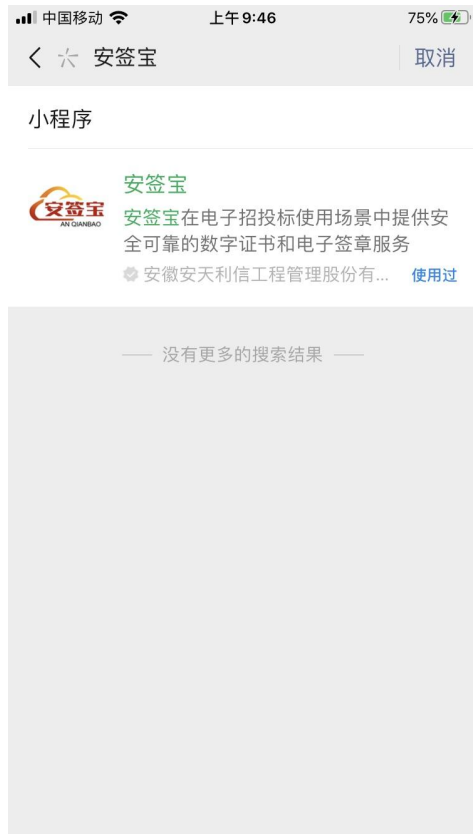 中国移动 上午9:46 75%
安签宝 取消
小程序
安签宝
安签宝
AN QIANBAO
安签宝在电子招投标使用场景中提供安
全可靠的数字证书和电子签章服务
安徽安天利信工程管理股份有... 使用过
没有更多的搜索结果